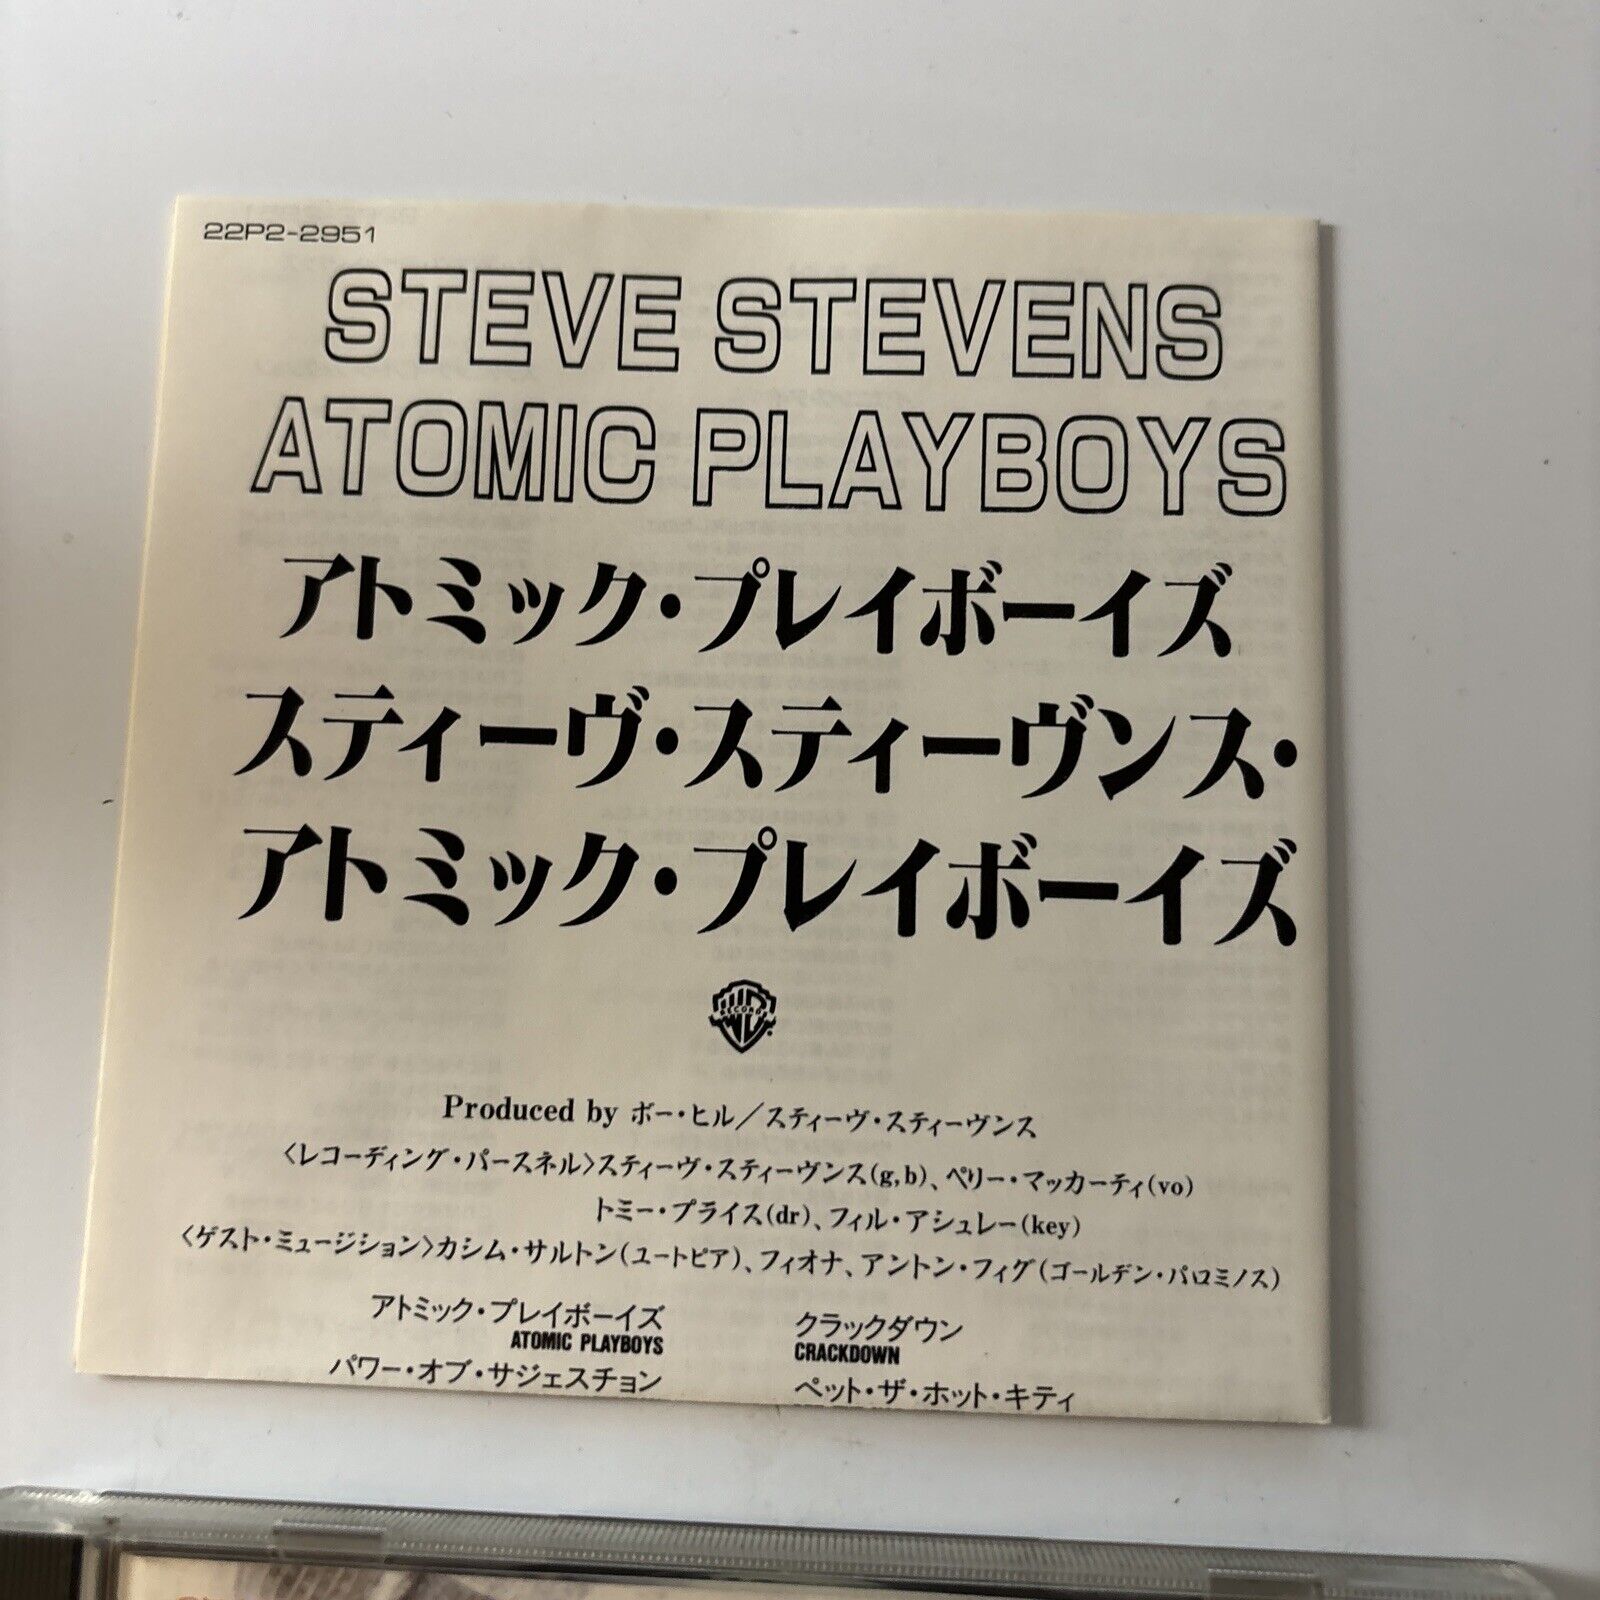 22P2-2951
STEVE STEVENS
ATOMIC PLAYBOYS
アトミック・プレイボーイズ
スティーヴ・スティーヴンス・
アトミック・プレイボーイズ
WB
RECORDS
Produced by ボー・ヒル／スティーヴ・スティーヴンス
〈レコーディング・パースネル〉スティーヴ・スティーヴンス(g,b)、ペリー・マッカーティ(vo)
トミー・プライス(dr)、フィル・アシュレー(key)
〈ゲスト・ミュージション〉カシム・サルトン(ユートピア)、フィオナ、アントン・フィグ(ゴールデン・パロミノス)
アトミック・プレイボーイズ
ATOMIC PLAYBOYS
パワー・オブ・サジェスチョン
クラックダウン
CRACKDOWN
ペット・ザ・ホット・キティ